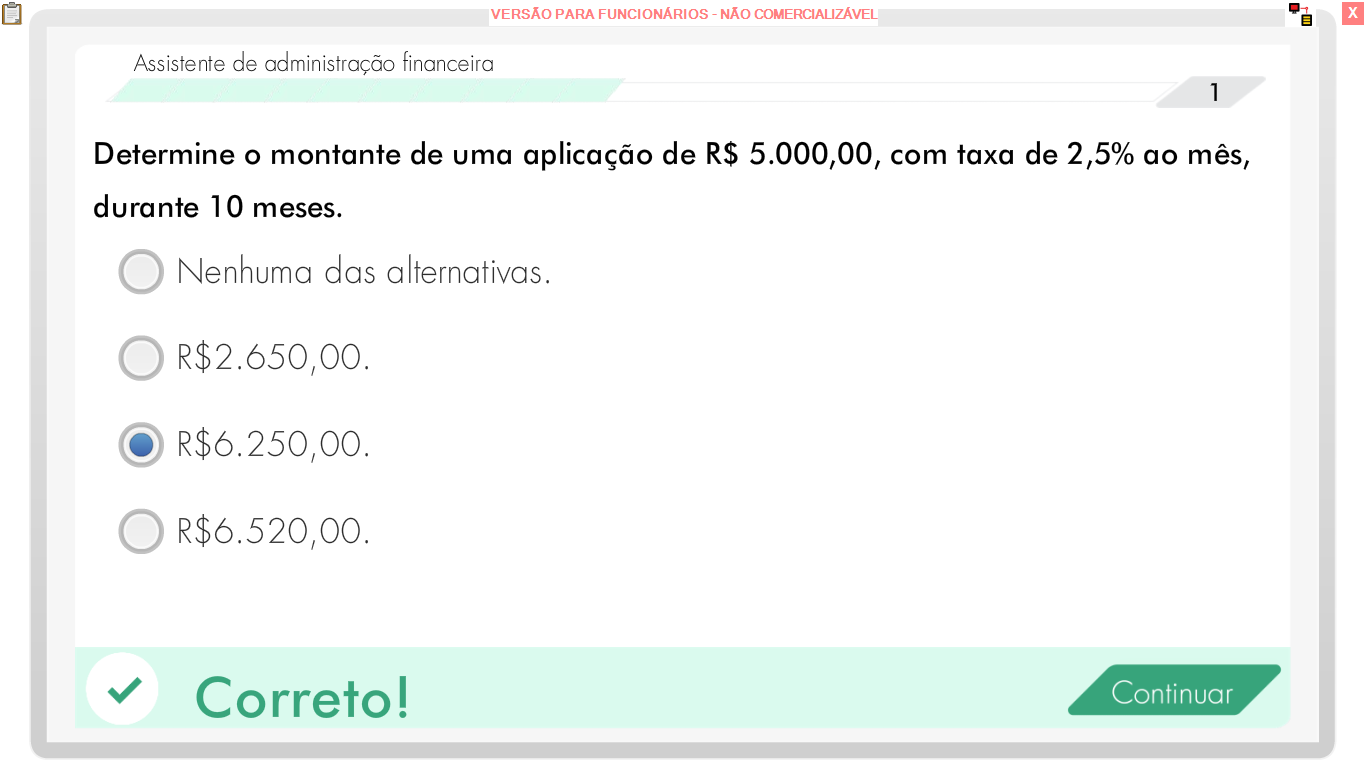 VERSÃO PARA FUNCIONÁRIOS - NÃO COMERCIALIZÁVEL
X
Assistente de administração financeira
1
Determine o montante de uma aplicação de R$ 5.000,00, com taxa de 2,5% ao mês,
durante 10 meses.
Nenhuma das alternativas.
R$2.650,00.
R$6.250,00.
R$6.520,00.
Correto!
Continuar